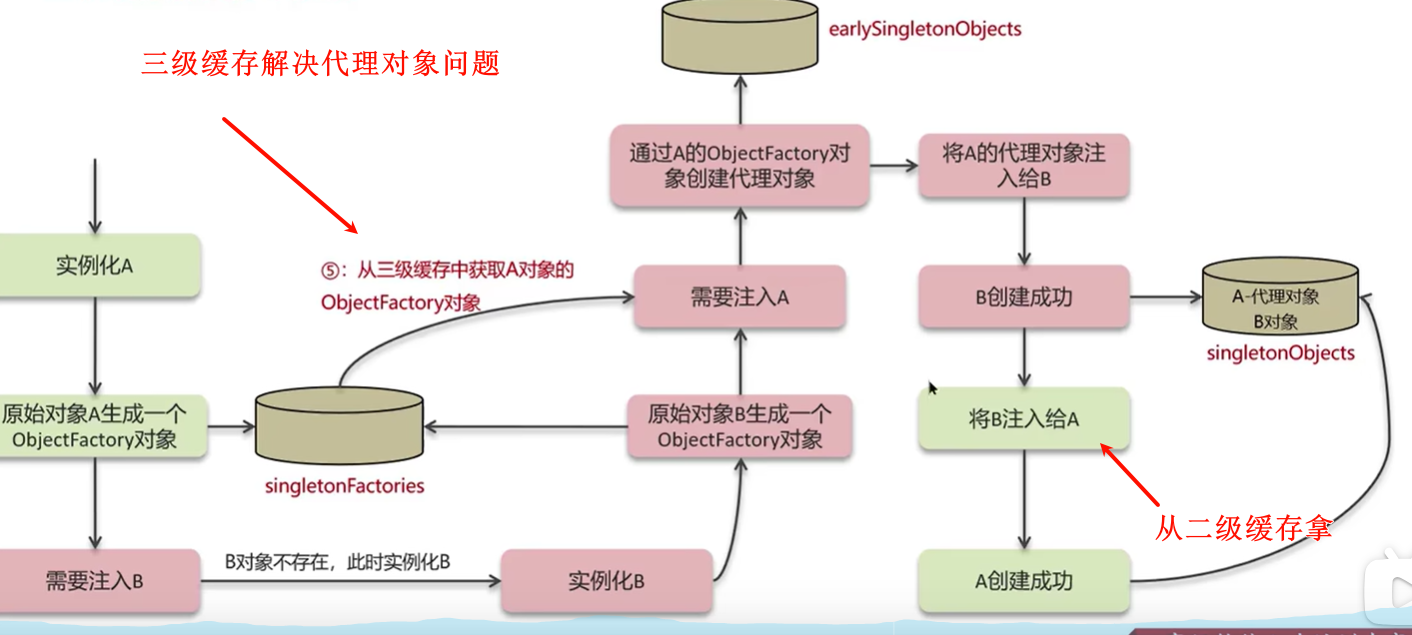 earlySingletonObjects
三级缓存解决代理对象问题
通过A的ObjectFactory对
象创建代理对象
将A的代理对象注
入给B
实例化A
⑤：从三级缓存中获取A对象的
ObjectFactory对象
需要注入A
B创建成功
A-代理对象
B对象
singletonObjects
原始对象A生成一个
ObjectFactory对象
singletonFactories
原始对象B生成一个
ObjectFactory对象
将B注入给A
从二级缓存拿
需要注入B
B对象不存在，此时实例化B
实例化B
A创建成功